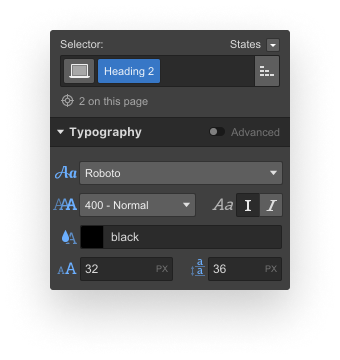 Selector: States
Heading 2
2 on this page
Typography Advanced
Aa Roboto
AAA 400 - Normal Aa I I
A black
AA 32 PX aa 36 PX